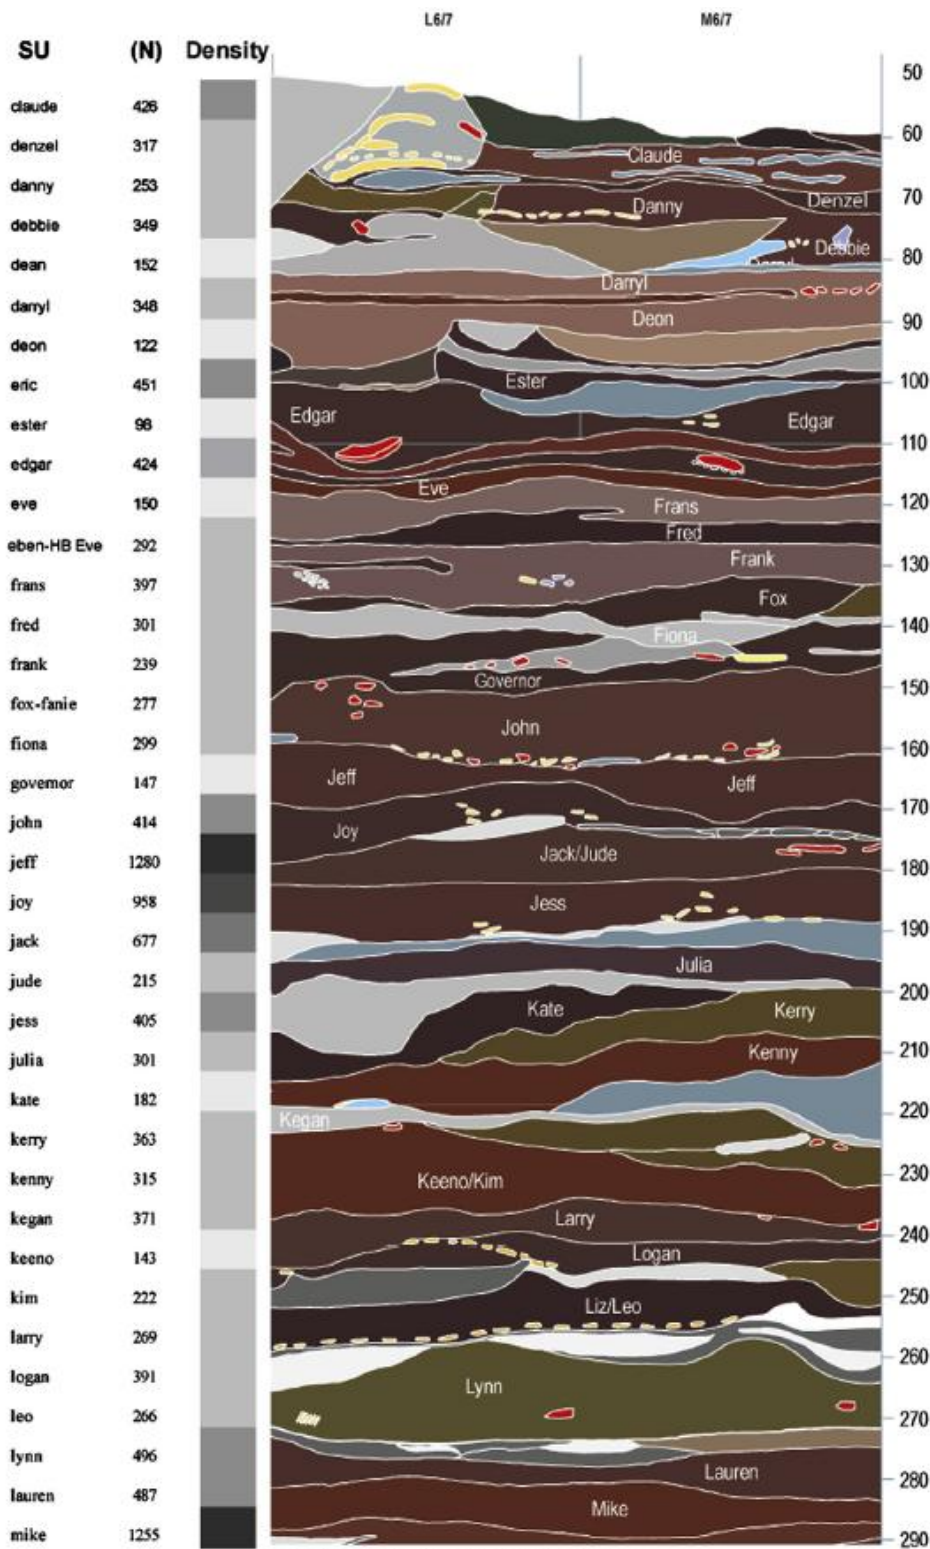 L6/7 M6/7
SU (N) Density
claude 426
denzel 317
danny 253
debbie 349
dean 152
darryl 348
deon 122
eric 451
ester 98
edgar 424
eve 150
eben-HB Eve 292
frans 397
fred 301
frank 239
fox-fanie 277
fiona 299
governor 147
john 414
jeff 1280
joy 958
jack 677
jude 215
jess 405
julia 301
kate 182
kerry 363
kenny 315
kegan 371
keeno 143
kim 222
larry 269
logan 391
leo 266
lynn 496
lauren 487
mike 1255
Claude
Denzel
Danny
Debbie
Darryl
Deon
Ester
Edgar
Edgar
Eve
Frans
Fred
Frank
Fox
Fiona
Governor
John
Jeff
Jeff
Joy
Jack/Jude
Jess
Julia
Kate
Kerry
Kenny
Kegan
Keeno/Kim
Larry
Logan
Liz/Leo
Lynn
Lauren
Mike
50
60
70
80
90
100
110
120
130
140
150
160
170
180
190
200
210
220
230
240
250
260
270
280
290